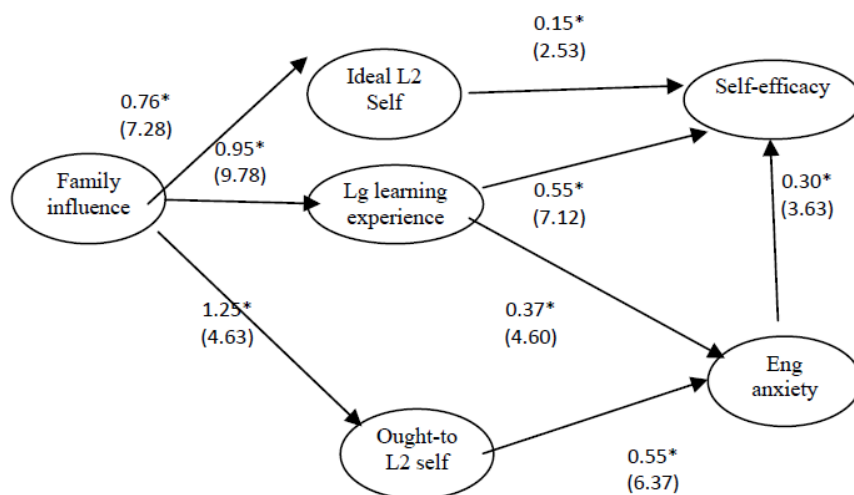 0.15*
(2.53)
Ideal L2
Self
Self-efficacy
0.76*
(7.28)
0.95*
(9.78)
Family
influence
Lg learning
experience
0.55*
(7.12)
0.30*
(3.63)
1.25*
(4.63)
0.37*
(4.60)
Eng
anxiety
Ought-to
L2 self
0.55*
(6.37)